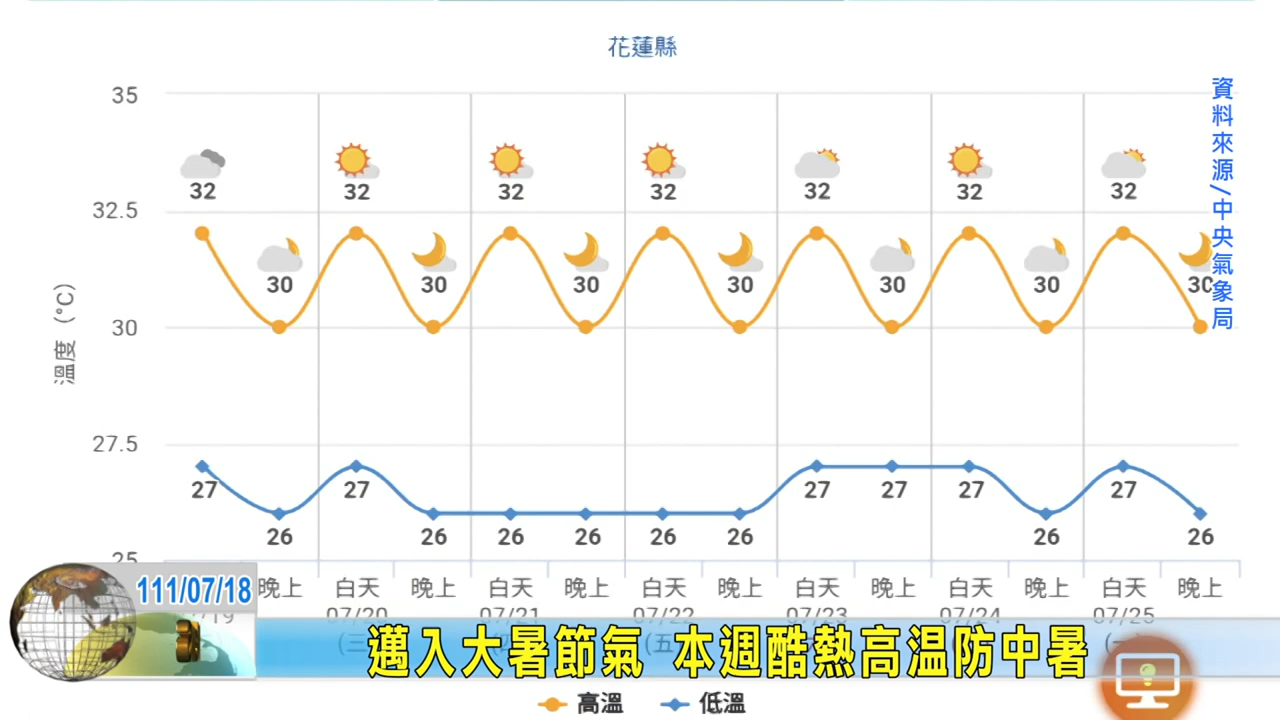 花蓮縣
資料來源/中央氣象局
35
32.5
30
27.5
25
溫度 (°C)
32 32 32 32 32 32 32
30 30 30 30 30 30 30
27 27 27 27 27 27
26 26 26 26 26 26 26 26
晚上 白天 晚上 白天 晚上 白天 晚上 白天 晚上 白天 晚上 白天 晚上
07/20 07/21 07/22 07/23 07/24 07/25
111/07/18
邁入大暑節氣 本週酷熱高温防中暑
高溫 低溫